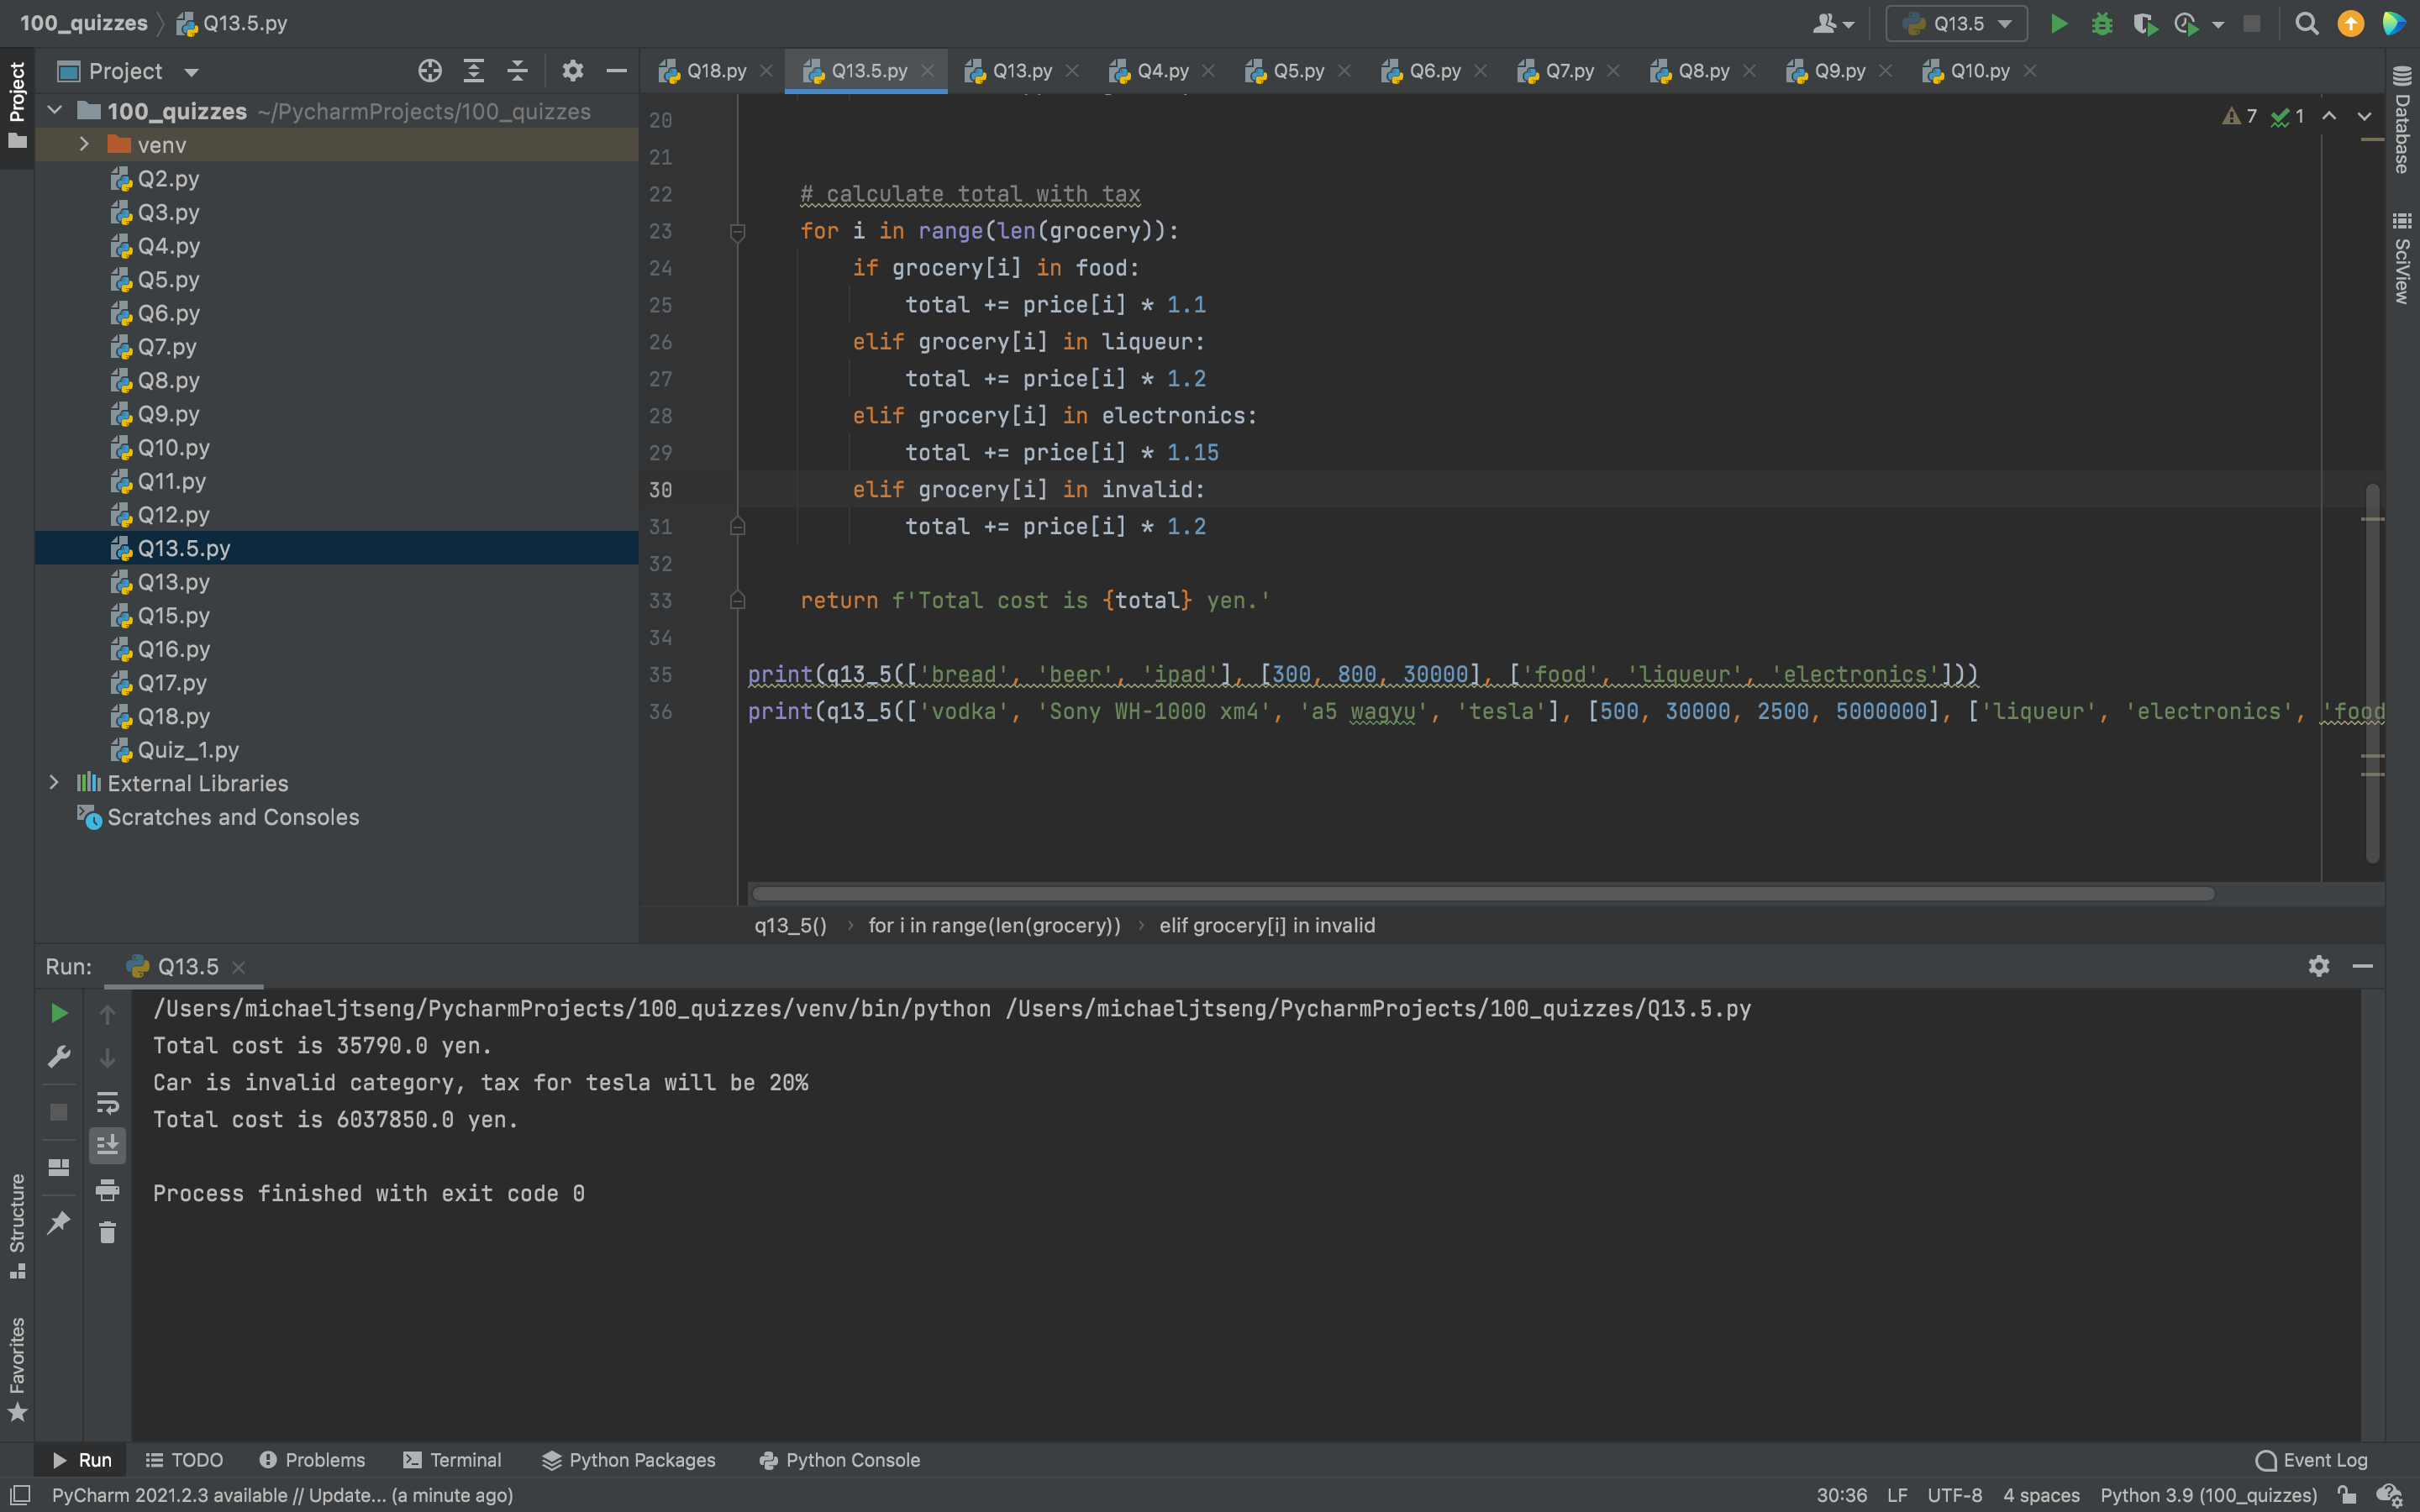 100_quizzes
Q13.5.py
Q13.5
Project
Q18.py
Q13.5.py
Q13.py
Q4.py
Q5.py
Q6.py
Q7.py
Q8.py
Q9.py
Q10.py
Project
100_quizzes ~/PycharmProjects/100_quizzes
venv
Q2.py
Q3.py
Q4.py
Q5.py
Q6.py
Q7.py
Q8.py
Q9.py
Q10.py
Q11.py
Q12.py
Q13.5.py
Q13.py
Q15.py
Q16.py
Q17.py
Q18.py
Quiz_1.py
External Libraries
Scratches and Consoles
7 1
20
21
22 # calculate total with tax
23 for i in range(len(grocery)):
24 if grocery[i] in food:
25 total += price[i] * 1.1
26 elif grocery[i] in liqueur:
27 total += price[i] * 1.2
28 elif grocery[i] in electronics:
29 total += price[i] * 1.15
30 elif grocery[i] in invalid:
31 total += price[i] * 1.2
32
33 return f'Total cost is {total} yen.'
34
35 print(q13_5(['bread', 'beer', 'ipad'], [300, 800, 30000], ['food', 'liqueur', 'electronics']))
36 print(q13_5(['vodka', 'Sony WH-1000 xm4', 'a5 wagyu', 'tesla'], [500, 30000, 2500, 5000000], ['liqueur', 'electronics', 'food
q13_5() for i in range(len(grocery)) elif grocery[i] in invalid
Database
SciView
Run: Q13.5
/Users/michaeljtseng/PycharmProjects/100_quizzes/venv/bin/python /Users/michaeljtseng/PycharmProjects/100_quizzes/Q13.5.py
Total cost is 35790.0 yen.
Car is invalid category, tax for tesla will be 20%
Total cost is 6037850.0 yen.
Process finished with exit code 0
Structure
Favorites
Run TODO Problems Terminal Python Packages Python Console Event Log
PyCharm 2021.2.3 available // Update... (a minute ago) 30:36 LF UTF-8 4 spaces Python 3.9 (100_quizzes)